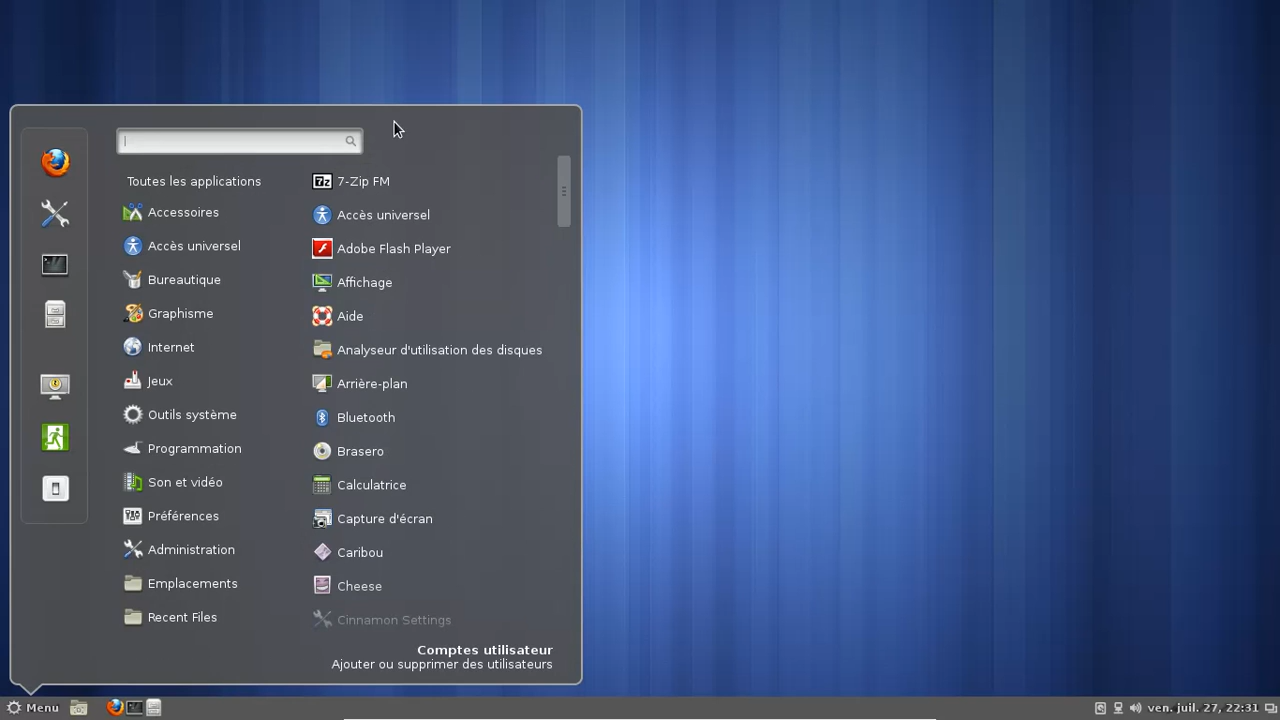 Toutes les applications
Accessoires
Accès universel
Bureautique
Graphisme
Internet
Jeux
Outils système
Programmation
Son et vidéo
Préférences
Administration
Emplacements
Recent Files
7-Zip FM
Accès universel
Adobe Flash Player
Affichage
Aide
Analyseur d'utilisation des disques
Arrière-plan
Bluetooth
Brasero
Calculatrice
Capture d'écran
Caribou
Cheese
Cinnamon Settings
Comptes utilisateur
Ajouter ou supprimer des utilisateurs
Menu
ven. juil. 27, 22:31